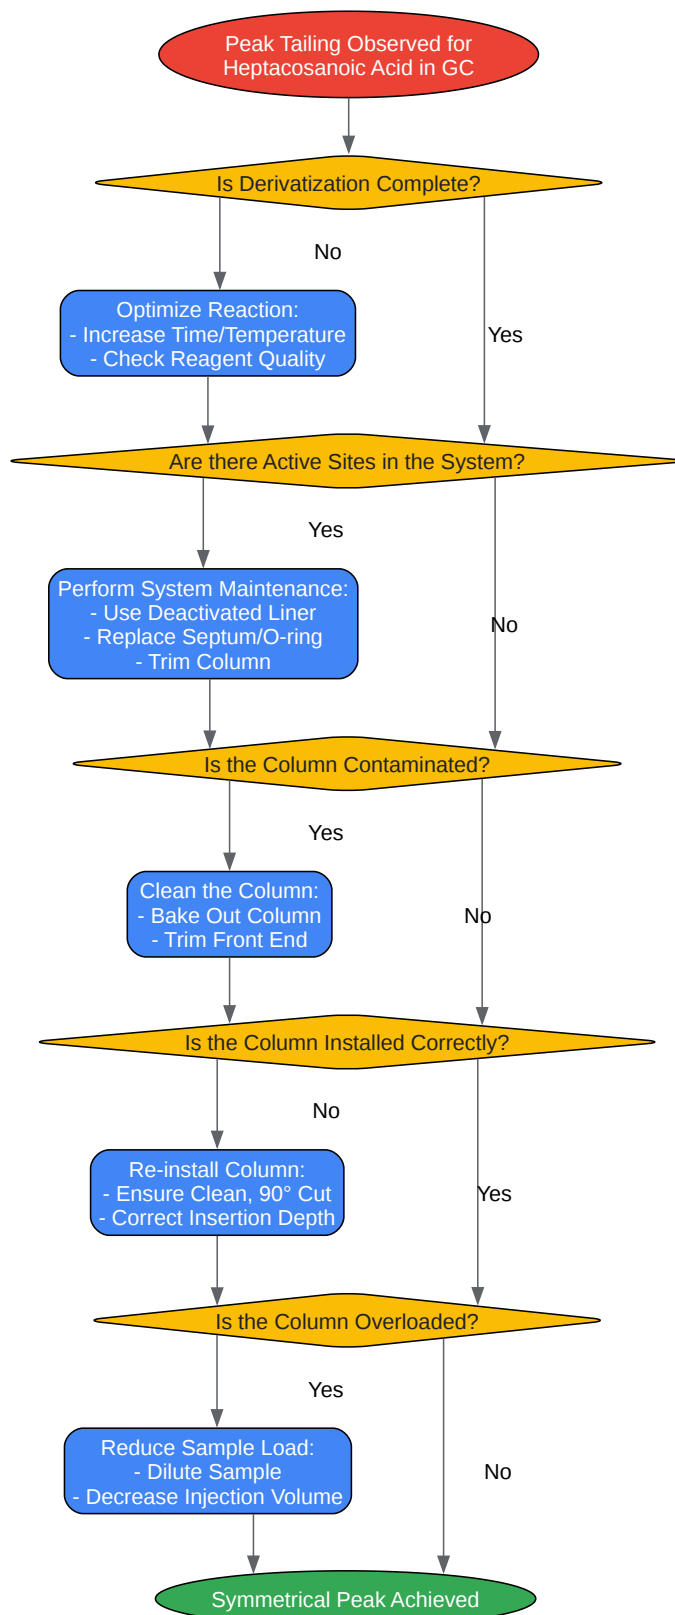 Peak Tailing Observed for
Heptacosanoic Acid in GC
Is Derivatization Complete?
No
Optimize Reaction:
- Increase Time/Temperature
- Check Reagent Quality
Yes
Are there Active Sites in the System?
Yes
Perform System Maintenance:
- Use Deactivated Liner
- Replace Septum/O-ring
- Trim Column
No
Is the Column Contaminated?
Yes
Clean the Column:
- Bake Out Column
- Trim Front End
No
Is the Column Installed Correctly?
No
Re-install Column:
- Ensure Clean, 90° Cut
- Correct Insertion Depth
Yes
Is the Column Overloaded?
Yes
Reduce Sample Load:
- Dilute Sample
- Decrease Injection Volume
No
Symmetrical Peak Achieved